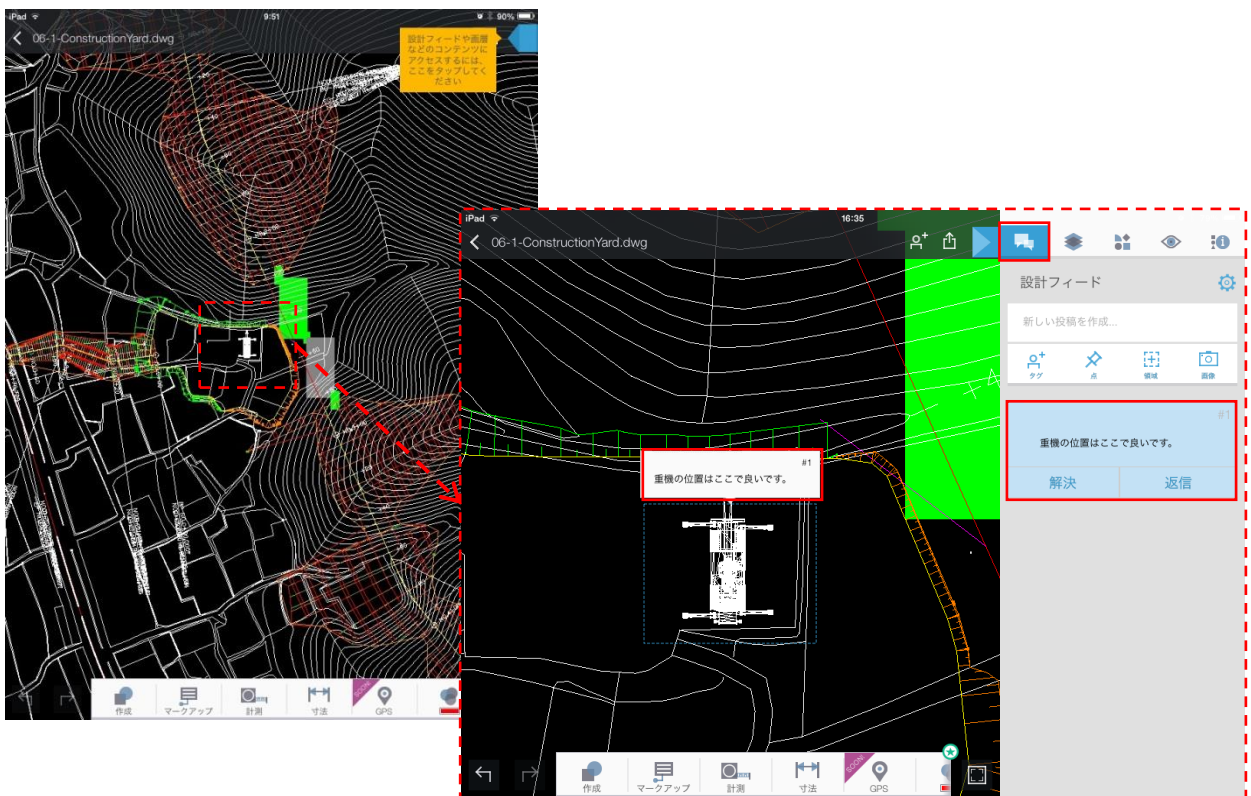 iPad
9:51
90%
06-1-ConstructionYard.dwg
設計フィードや画層
などのコンテンツに
アクセスするには、
ここをタップしてく
ださい
作成
マークアップ
計測
寸法
SOON
GPS
iPad
16:35
06-1-ConstructionYard.dwg
#1
重機の位置はここで良いです。
作成
マークアップ
計測
寸法
SOON
GPS
設計フィード
新しい投稿を作成...
タグ
点
領域
画像
#1
重機の位置はここで良いです。
解決
返信